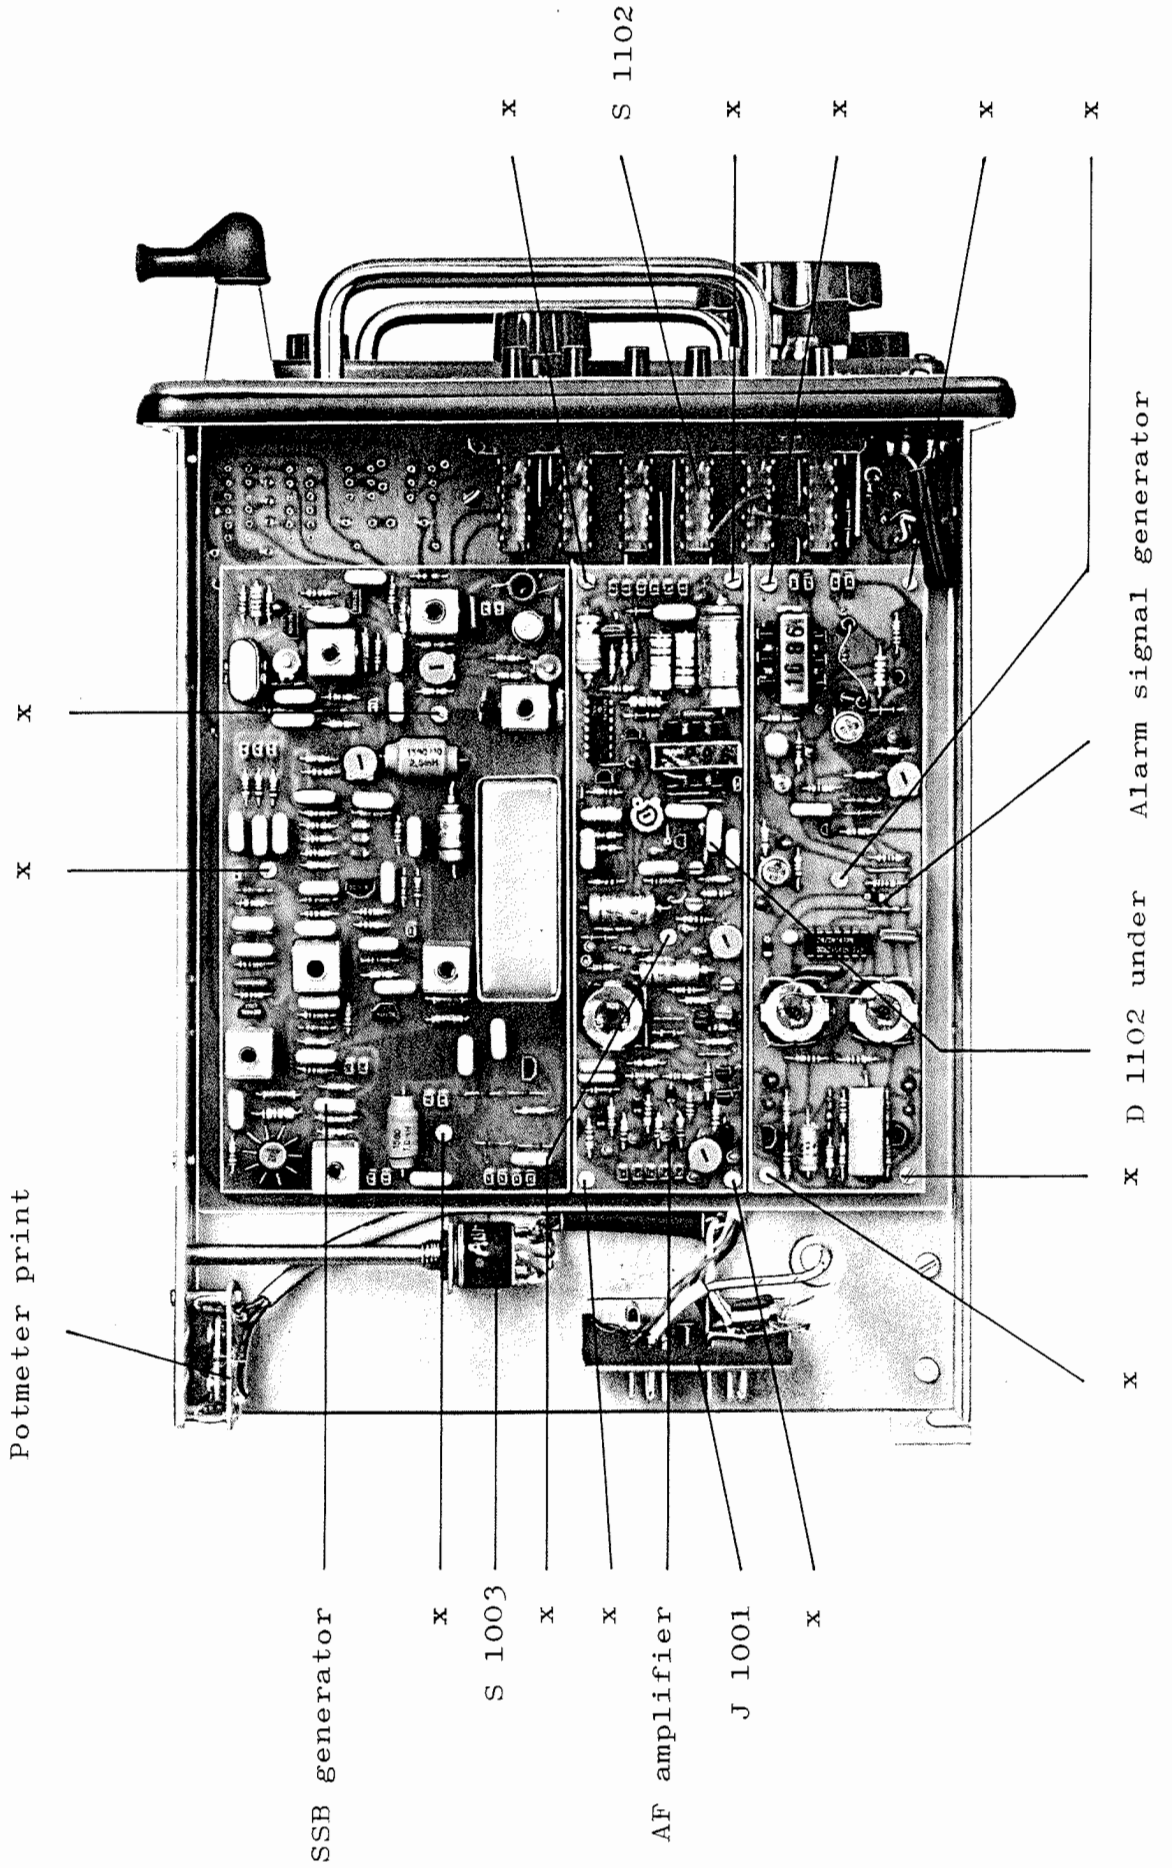 Potmeter print
x
x
SSB generator
x
S 1003
x
x
AF amplifier
J 1001
x
x
S 1102
x
x
x
x
x
x
D 1102 under
Alarm signal generator